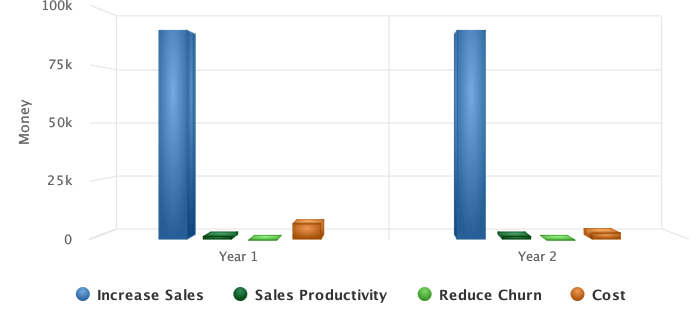 100k
75k
50k
25k
0
Money
Year 1
Year 2
Increase Sales
Sales Productivity
Reduce Churn
Cost